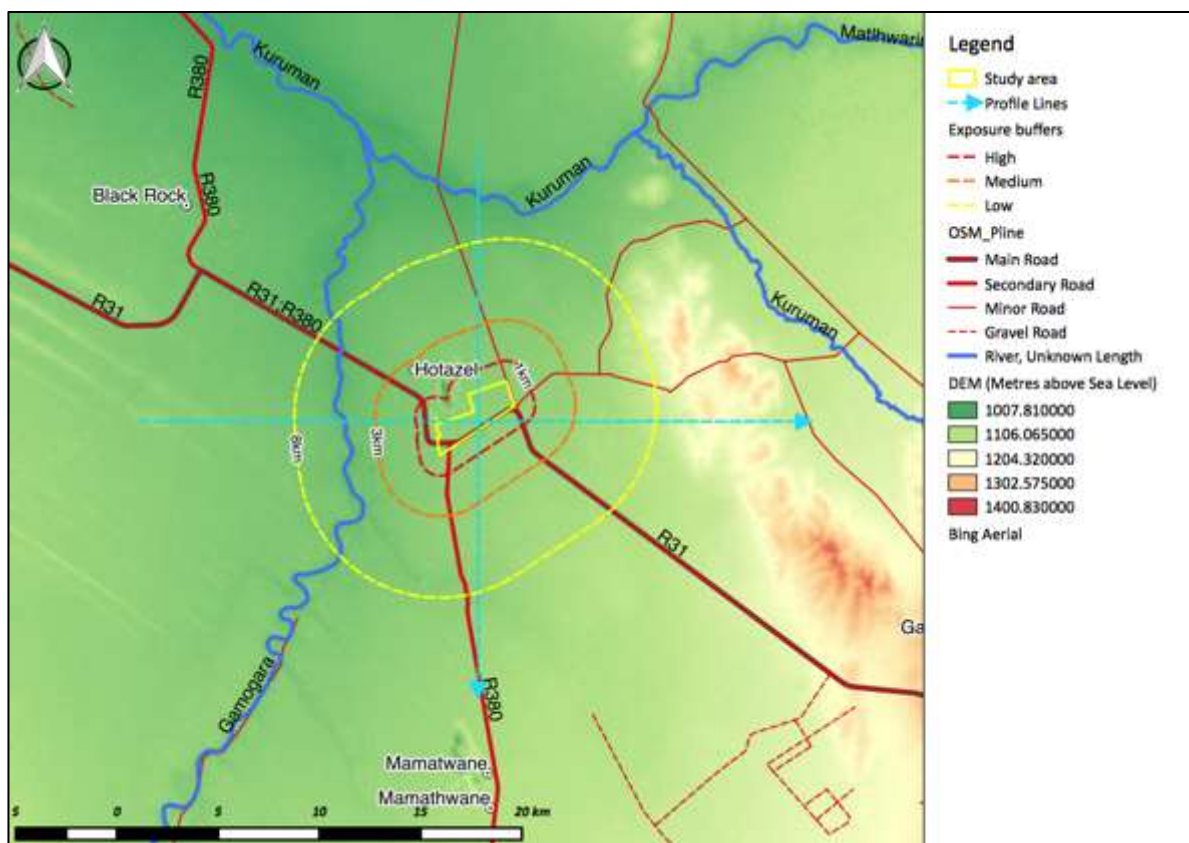 Kuruman
Matlhwarin
R380
Kuruman
R380
Black Rock
R31
R31;R380
Kuruman
Hotazel
1km
3km
8km
R31
Ga
Gamogara
R380
Mamatwane
Mamathwane
5 0 5 10 15 20 km
Legend
Study area
Profile Lines
Exposure buffers
High
Medium
Low
OSM_Pline
Main Road
Secondary Road
Minor Road
Gravel Road
River, Unknown Length
DEM (Metres above Sea Level)
1007.810000
1106.065000
1204.320000
1302.575000
1400.830000
Bing Aerial